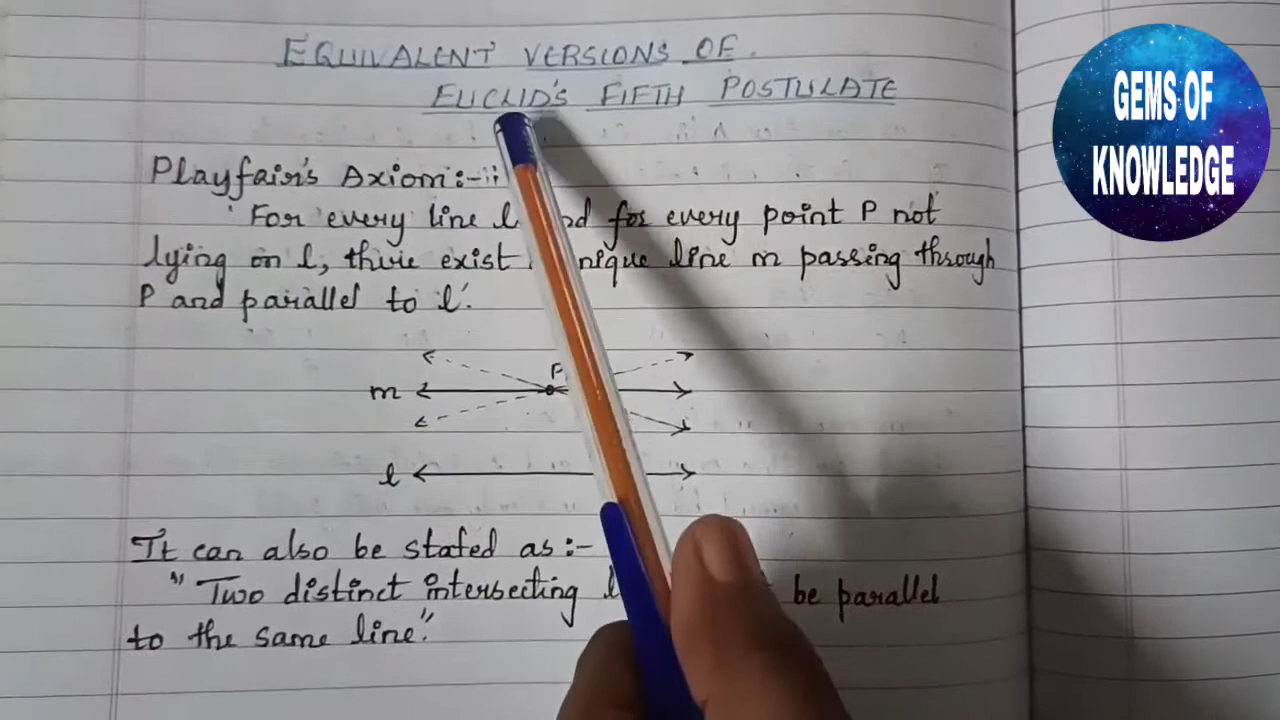 EQUIVALENT VERSIONS OF
EUCLID'S FIFTH POSTULATE
Playfair's Axiom:-
'For every line l for every point P not
lying on l, there exist unique line m passing through
P and parallel to l'.
P
m
l
It can also be stated as :-
"Two distinct intersecting be parallel
to the same line."
GEMS OF
KNOWLEDGE